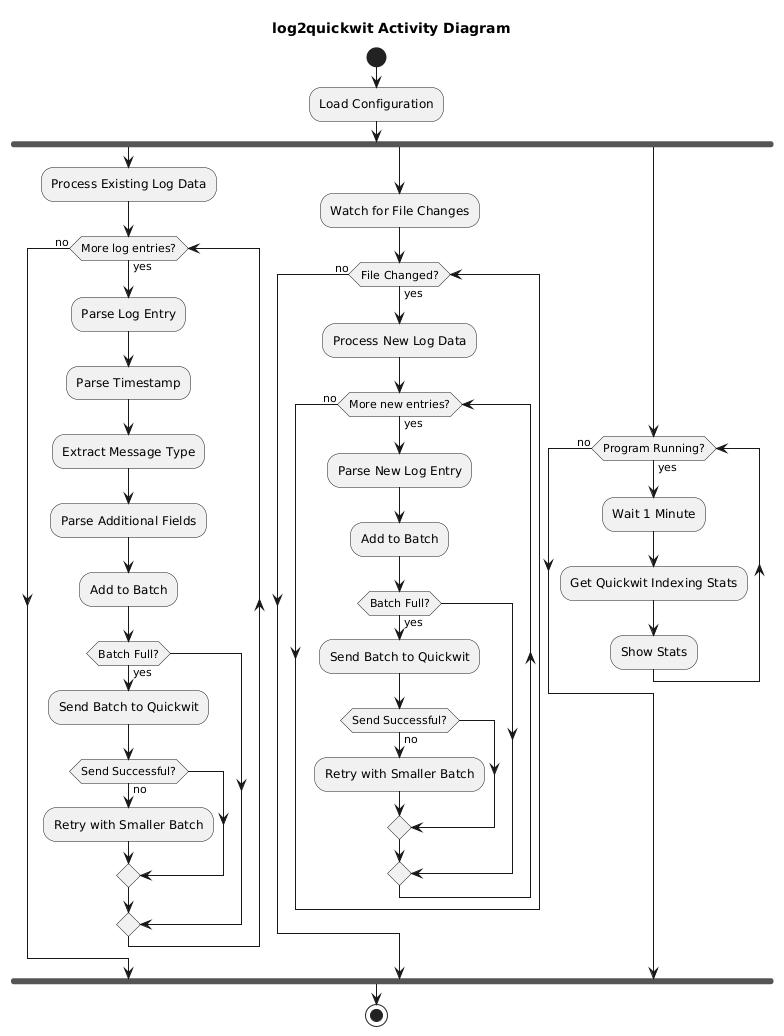 log2quickwit Activity Diagram
Load Configuration
Process Existing Log Data
no
More log entries?
yes
Parse Log Entry
Parse Timestamp
Extract Message Type
Parse Additional Fields
Add to Batch
Batch Full?
yes
Send Batch to Quickwit
Send Successful?
no
Retry with Smaller Batch
Watch for File Changes
no
File Changed?
yes
Process New Log Data
no
More new entries?
yes
Parse New Log Entry
Add to Batch
Batch Full?
yes
Send Batch to Quickwit
Send Successful?
no
Retry with Smaller Batch
no
Program Running?
yes
Wait 1 Minute
Get Quickwit Indexing Stats
Show Stats